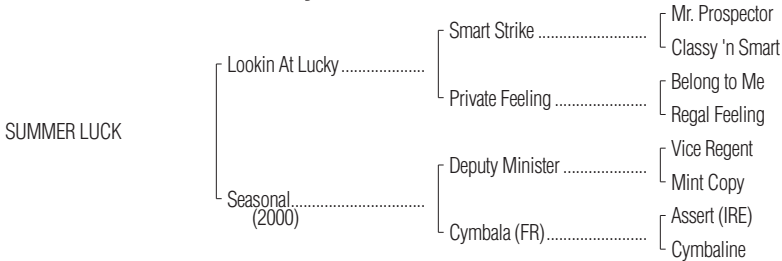 Mr. Prospector
Smart Strike ..........................
Classy 'n Smart
Lookin At Lucky ....................
Belong to Me
Private Feeling ......................
Regal Feeling
SUMMER LUCK
Vice Regent
Deputy Minister ....................
Mint Copy
Seasonal................................
(2000)
Assert (IRE)
Cymbala (FR)........................
Cymbaline